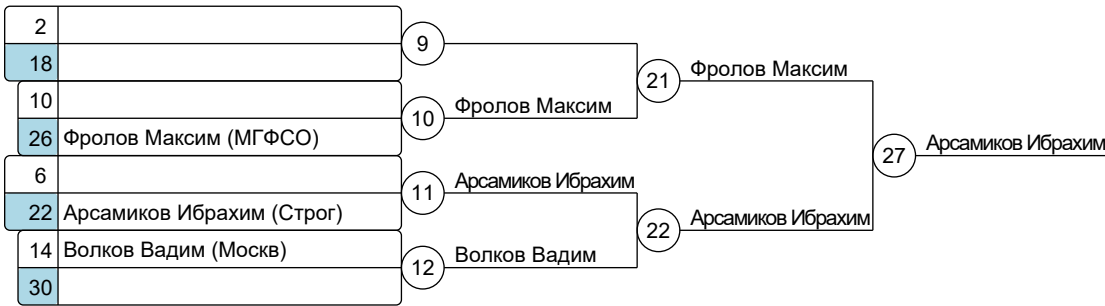 2
18
9
10
26 Фролов Максим (МГФСО)
10
Фролов Максим
21
Фролов Максим
6
22 Арсамиков Ибрахим (Строг)
11
Арсамиков Ибрахим
14 Волков Вадим (Москв)
30
12
Волков Вадим
22
Арсамиков Ибрахим
27
Арсамиков Ибрахим